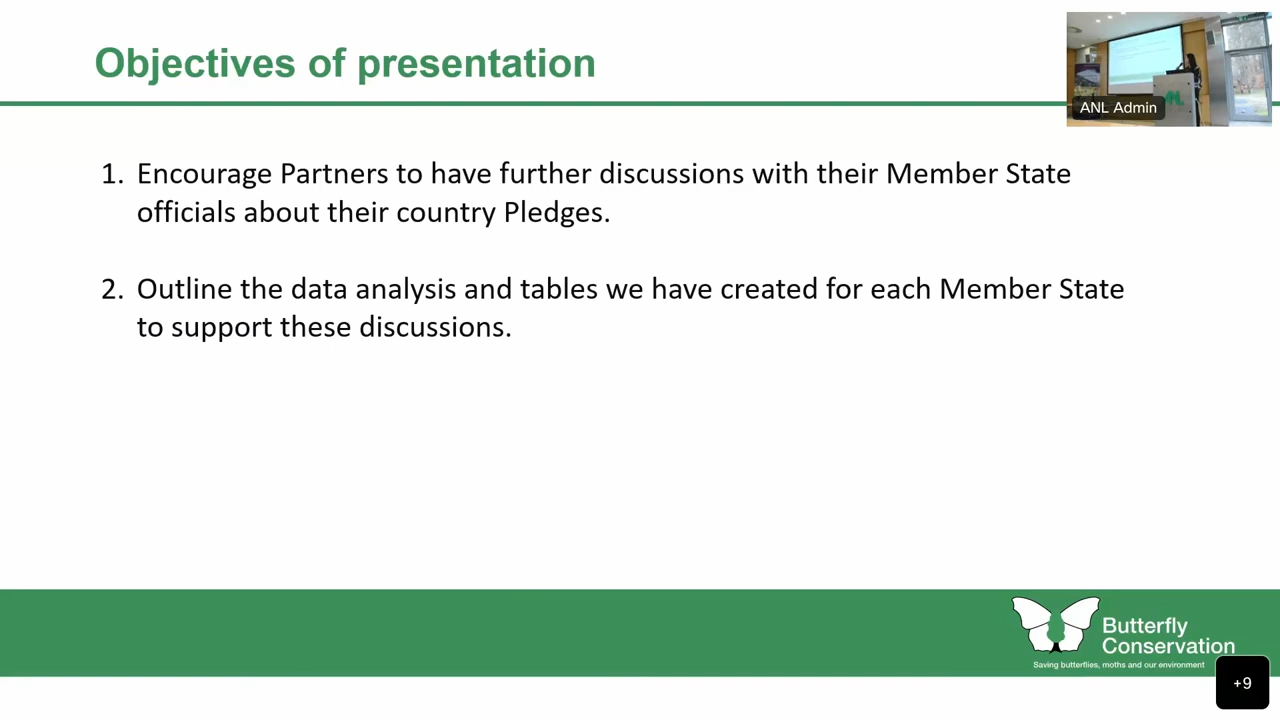 Objectives of presentation
ANL Admin
1. Encourage Partners to have further discussions with their Member State
officials about their country Pledges.
2. Outline the data analysis and tables we have created for each Member State
to support these discussions.
Butterfly
Conservation
Saving butterflies, moths and our environment
+9